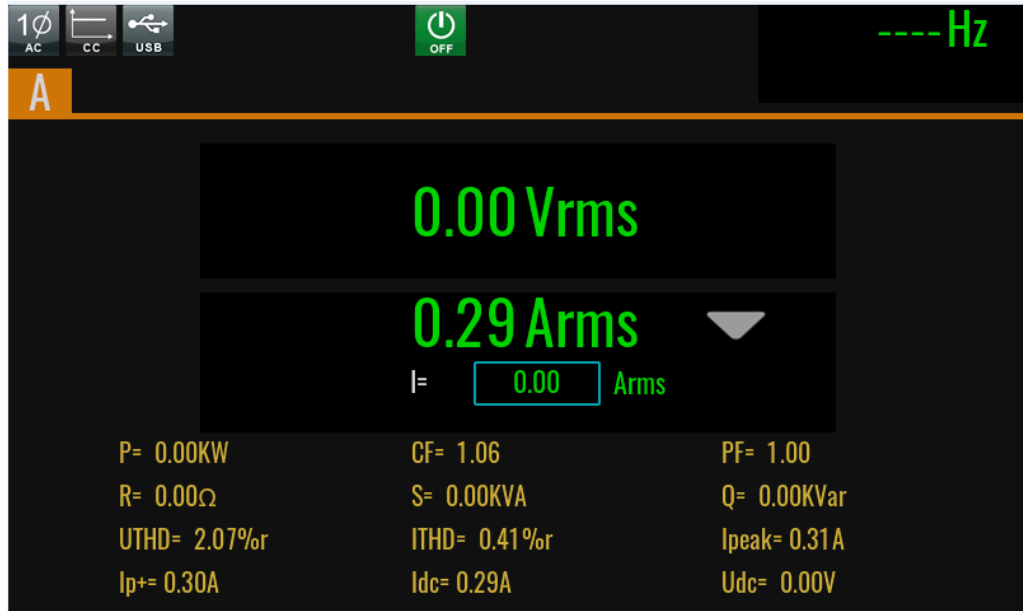 1Ø ----Hz
AC CC USB OFF
A
0.00 Vrms
0.29 Arms
I= 0.00 Arms
P= 0.00KW CF= 1.06 PF= 1.00
R= 0.00Ω S= 0.00KVA Q= 0.00KVar
UTHD= 2.07%r ITHD= 0.41%r Ipeak= 0.31A
Ip+= 0.30A Idc= 0.29A Udc= 0.00V